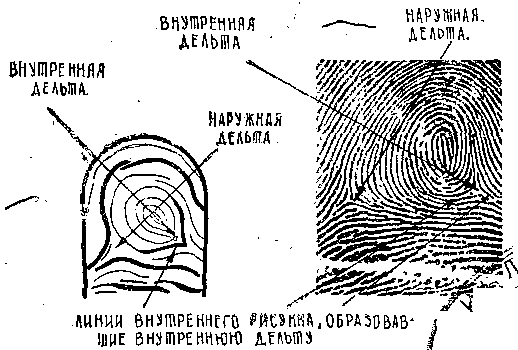 ВНУТРЕННЯЯ
ДЕЛЬТА
НАРУЖНАЯ.
ДЕЛЬТА.
ВНУТРЕННЯЯ
ДЕЛЬТА.
НАРУЖНАЯ
ДЕЛЬТА.
ЛИНИИ ВНУТРЕННЕГО РИСУНКА, ОБРАЗОВАВ-
ШИЕ ВНУТРЕННЮЮ ДЕЛЬТУ